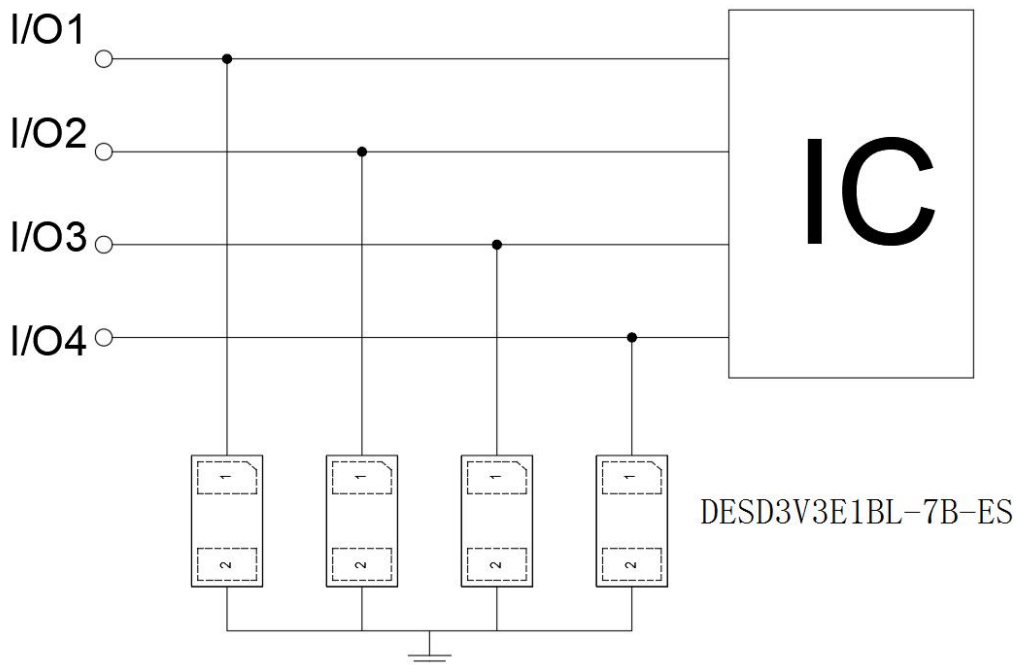 I/O1
I/O2
I/O3
I/O4
IC
1 1 1 1
2 2 2 2
DESD3V3E1BL-7B-ES